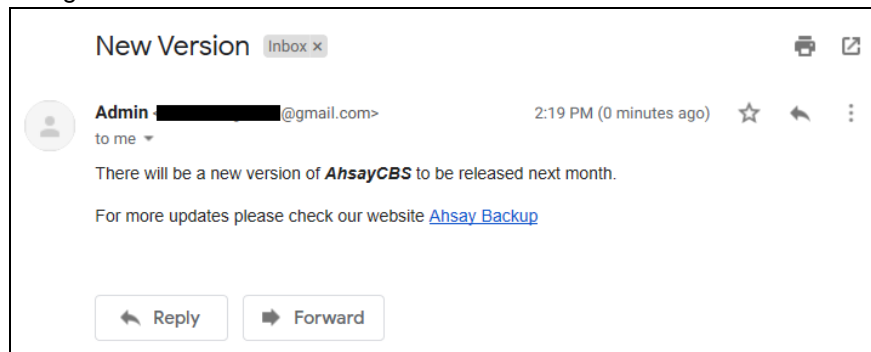 New Version Inbox x
Admin @gmail.com> 2:19 PM (0 minutes ago)
to me
There will be a new version of AhsayCBS to be released next month.
For more updates please check our website Ahsay Backup
Reply Forward